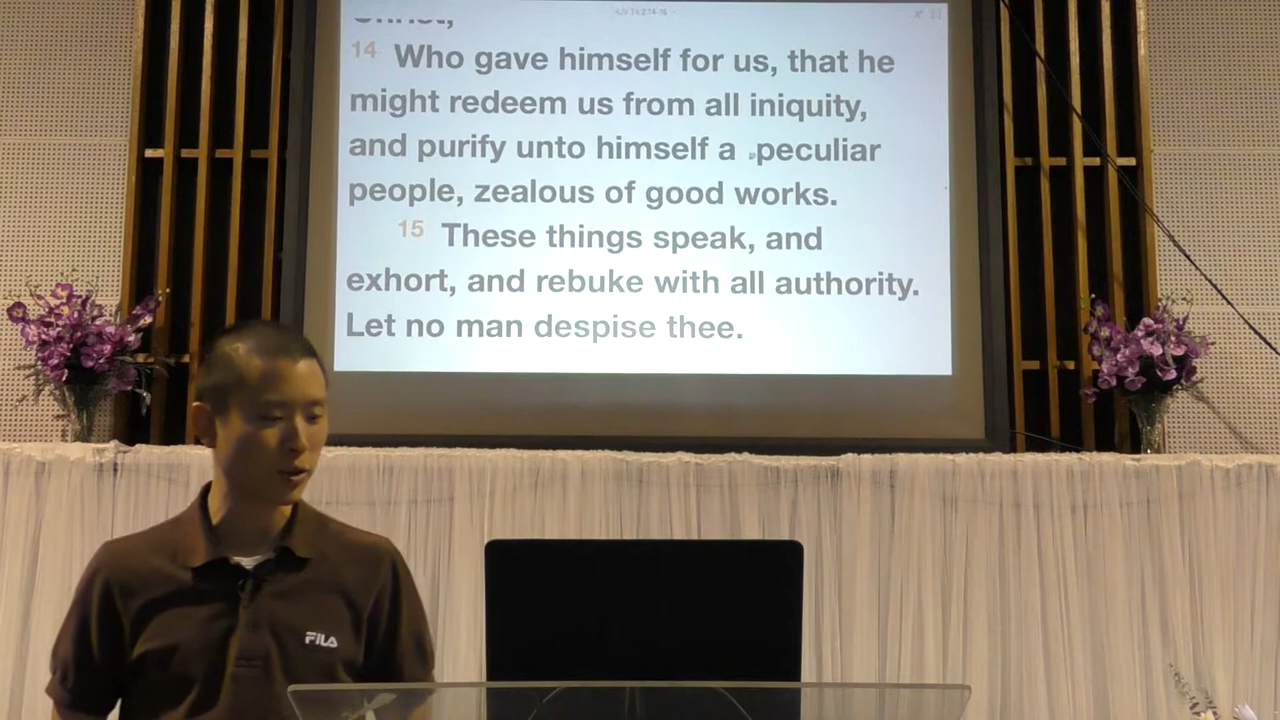 Christ,
14 Who gave himself for us, that he
might redeem us from all iniquity,
and purify unto himself a peculiar
people, zealous of good works.
15 These things speak, and
exhort, and rebuke with all authority.
Let no man despise thee.
FILA